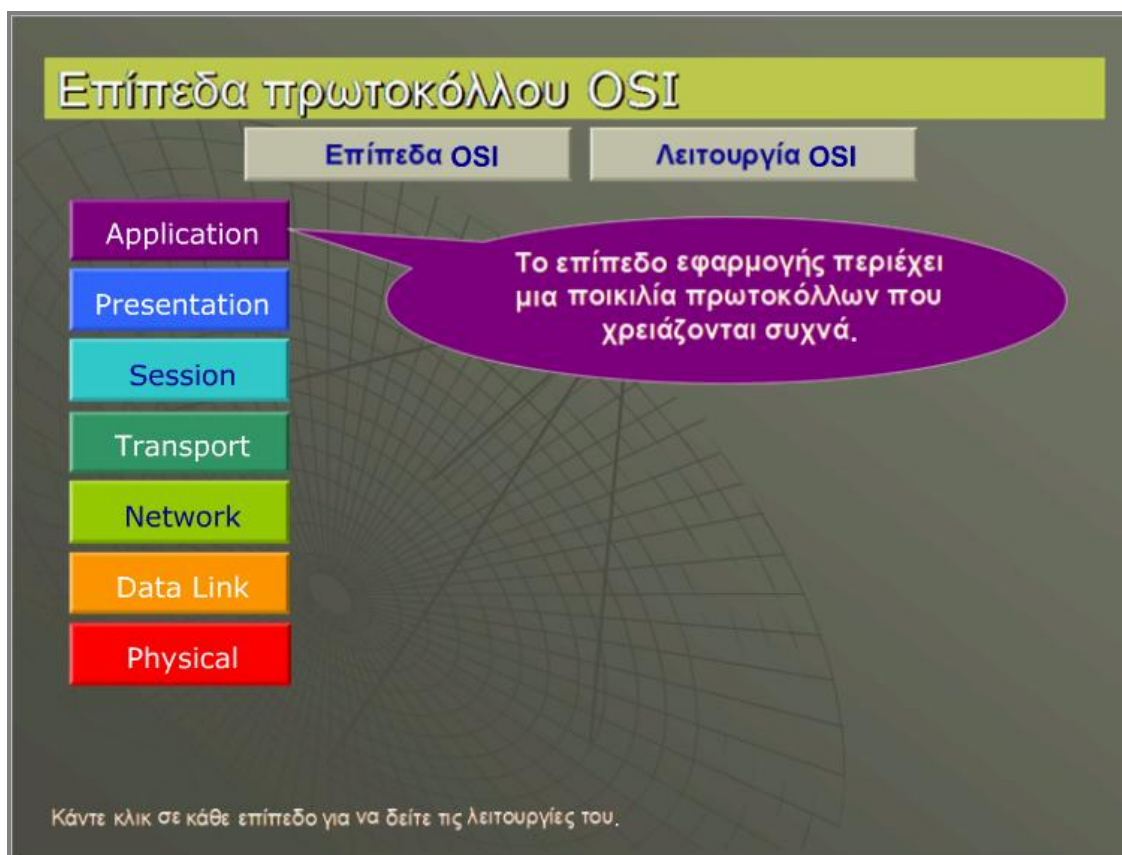 Επίπεδα πρωτοκόλλου OSI
Επίπεδα OSI
Λειτουργία OSI
Application
Το επίπεδο εφαρμογής περιέχει
μια ποικιλία πρωτοκόλλων που
χρειάζονται συχνά.
Presentation
Session
Transport
Network
Data Link
Physical
Κάντε κλικ σε κάθε επίπεδο για να δείτε τις λειτουργίες του.